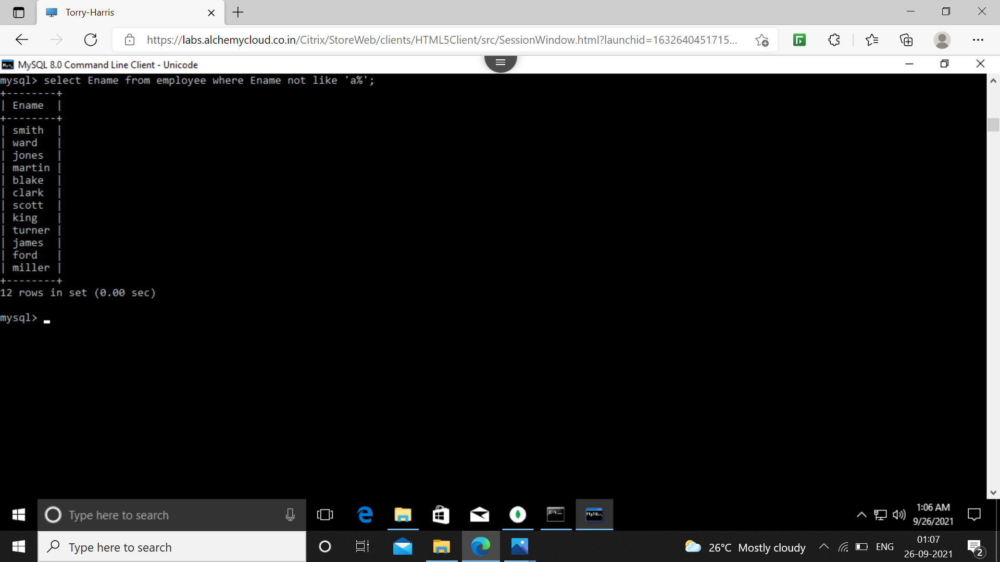 Torry-Harris
https://labs.alchemycloud.co.in/Citrix/StoreWeb/clients/HTML5Client/src/SessionWindow.html?launchid=1632640451715...
MySQL 8.0 Command Line Client - Unicode
mysql> select Ename from employee where Ename not like 'a%';
+--------+
| Ename  |
+--------+
| smith  |
| ward   |
| jones  |
| martin |
| blake  |
| clark  |
| scott  |
| king   |
| turner |
| james  |
| ford   |
| miller |
+--------+
12 rows in set (0.00 sec)
mysql>
Type here to search
1:06 AM
9/26/2021
Type here to search
26°C Mostly cloudy
ENG
01:07
26-09-2021
2